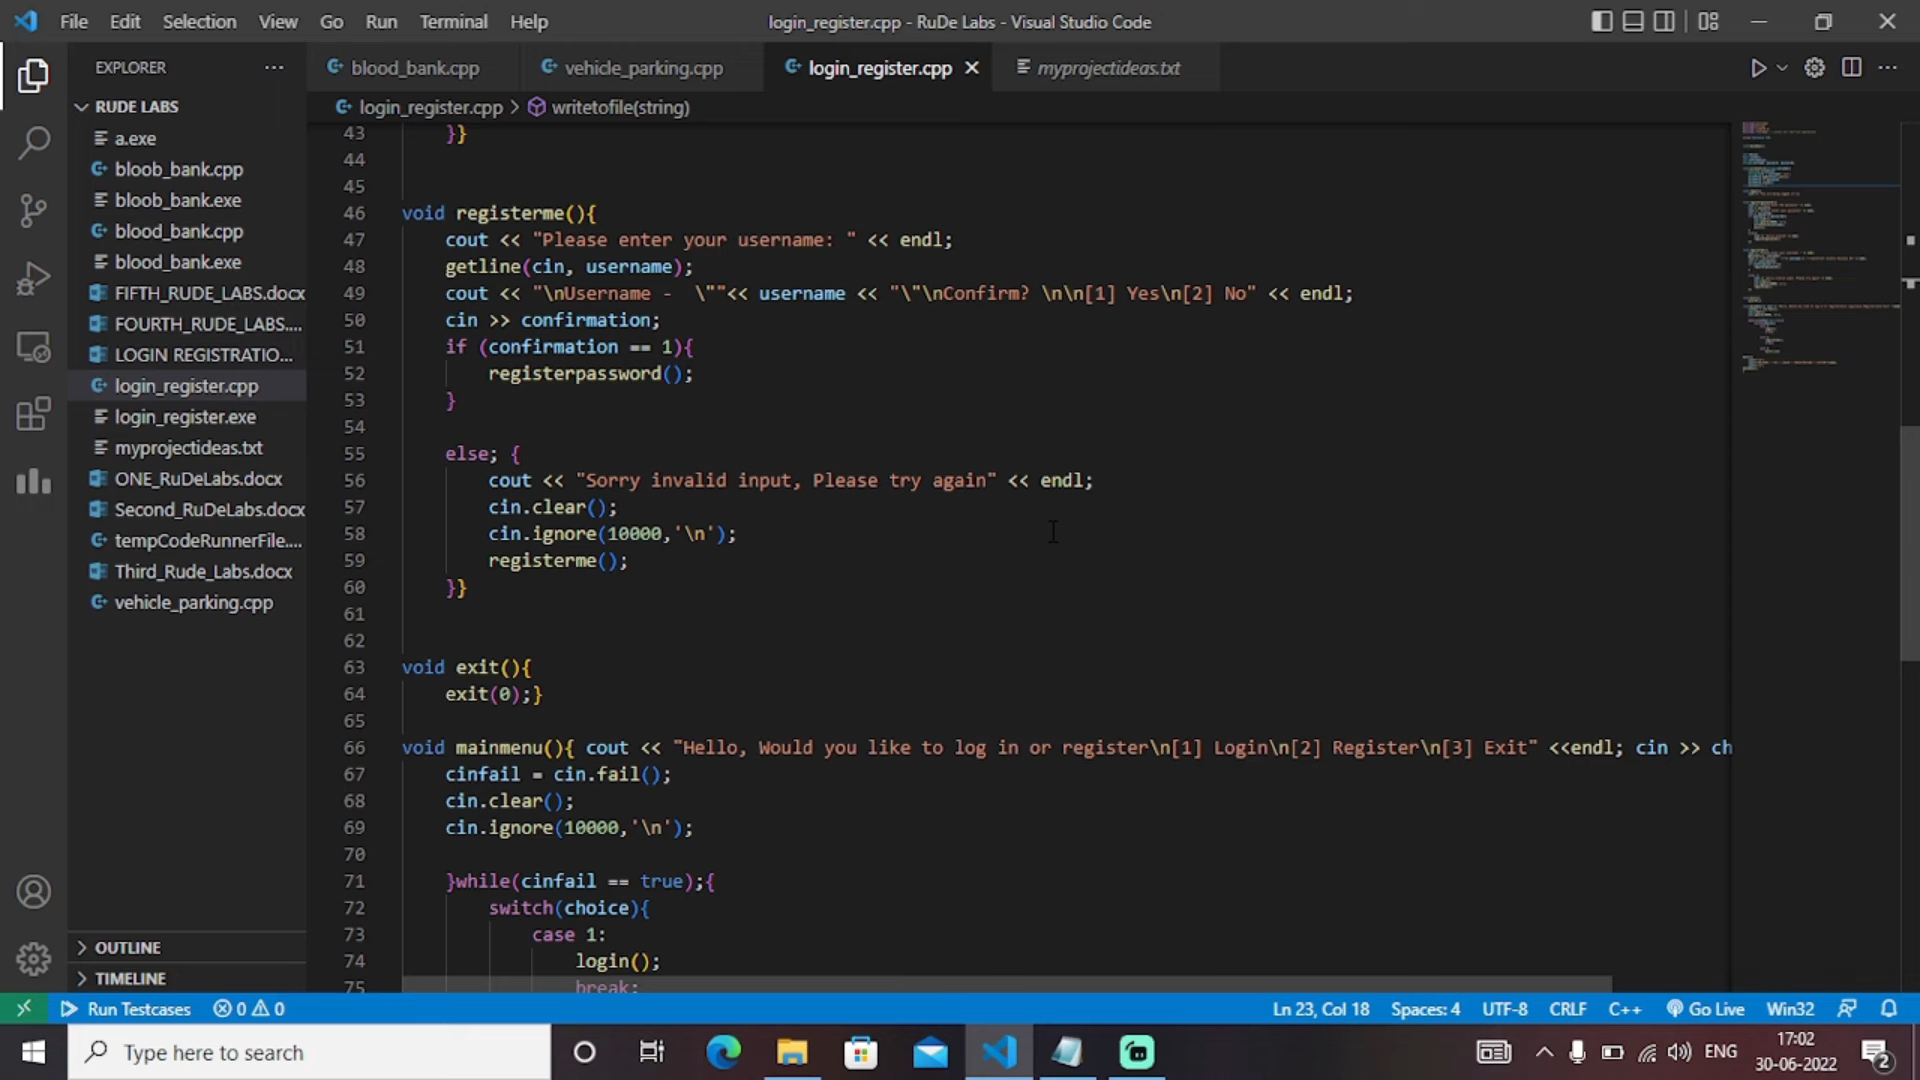 File Edit Selection View Go Run Terminal Help
login_register.cpp - RuDe Labs - Visual Studio Code
EXPLORER
RUDE LABS
a.exe
bloob_bank.cpp
bloob_bank.exe
blood_bank.cpp
blood_bank.exe
FIFTH_RUDE_LABS.docx
FOURTH_RUDE_LABS....
LOGIN REGISTRATIO...
login_register.cpp
login_register.exe
myprojectideas.txt
ONE_RuDeLabs.docx
Second_RuDeLabs.docx
tempCodeRunnerFile....
Third_Rude_Labs.docx
vehicle_parking.cpp
OUTLINE
TIMELINE
blood_bank.cpp vehicle_parking.cpp login_register.cpp myprojectideas.txt
login_register.cpp > writetofile(string)
43 }}
44
45
46 void registerme(){
47 cout << "Please enter your username: " << endl;
48 getline(cin, username);
49 cout << "\nUsername -  \""<< username << "\"\nConfirm? \n\n[1] Yes\n[2] No" << endl;
50 cin >> confirmation;
51 if (confirmation == 1){
52 registerpassword();
53 }
54
55 else; {
56 cout << "Sorry invalid input, Please try again" << endl;
57 cin.clear();
58 cin.ignore(10000,'\n');
59 registerme();
60 }}
61
62
63 void exit(){
64 exit(0);}
65
66 void mainmenu(){ cout << "Hello, Would you like to log in or register\n[1] Login\n[2] Register\n[3] Exit" <<endl; cin >> ch
67 cinfail = cin.fail();
68 cin.clear();
69 cin.ignore(10000,'\n');
70
71 }while(cinfail == true);{
72 switch(choice){
73 case 1:
74 login();
75 break;
Run Testcases 0 0 Ln 23, Col 18 Spaces: 4 UTF-8 CRLF C++ Go Live Win32
Type here to search
ENG
17:02
30-06-2022
2